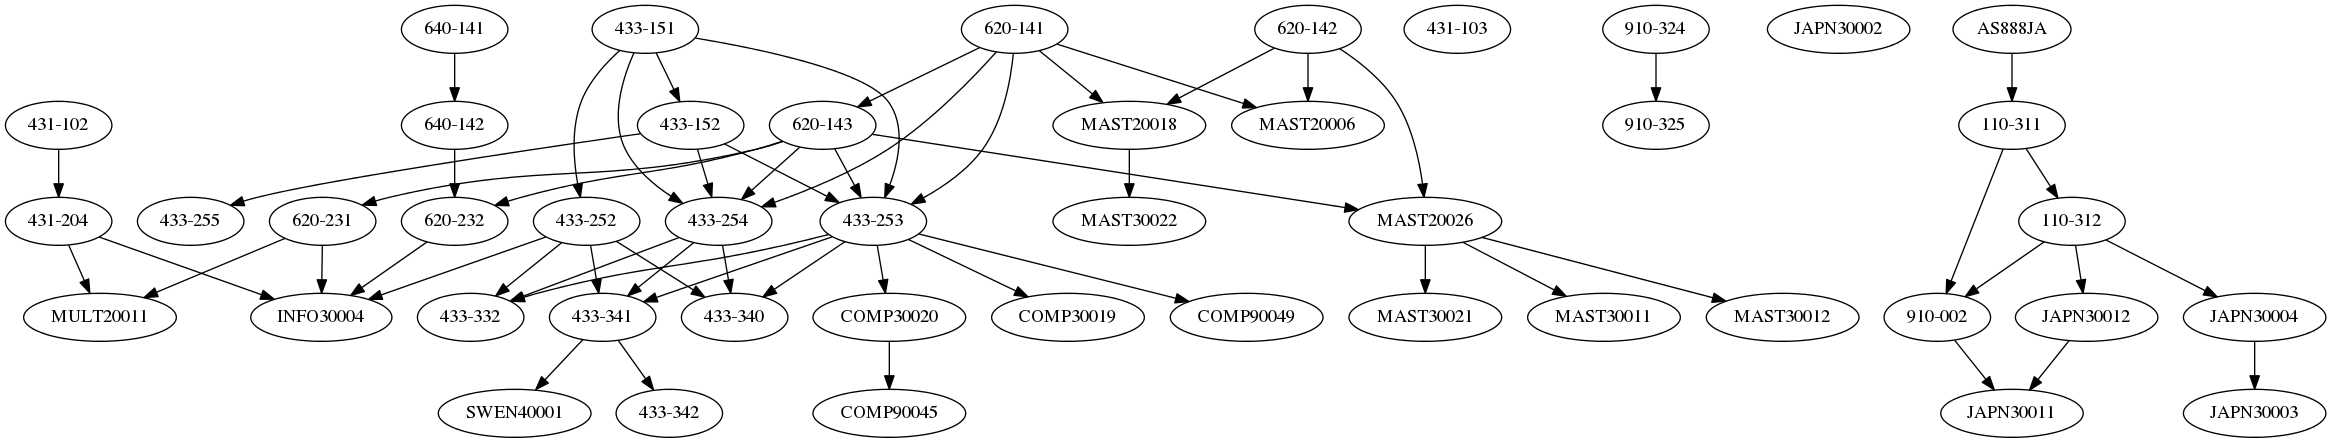 640-141
433-151
620-141
620-142
431-103
910-324
JAPN30002
AS888JA
431-102
640-142
433-152
620-143
MAST20018
MAST20006
910-325
110-311
431-204
433-255
620-231
620-232
433-252
433-254
433-253
MAST30022
MAST20026
110-312
MULT20011
INFO30004
433-332
433-341
433-340
COMP30020
COMP30019
COMP90049
MAST30021
MAST30011
MAST30012
910-002
JAPN30012
JAPN30004
SWEN40001
433-342
COMP90045
JAPN30011
JAPN30003